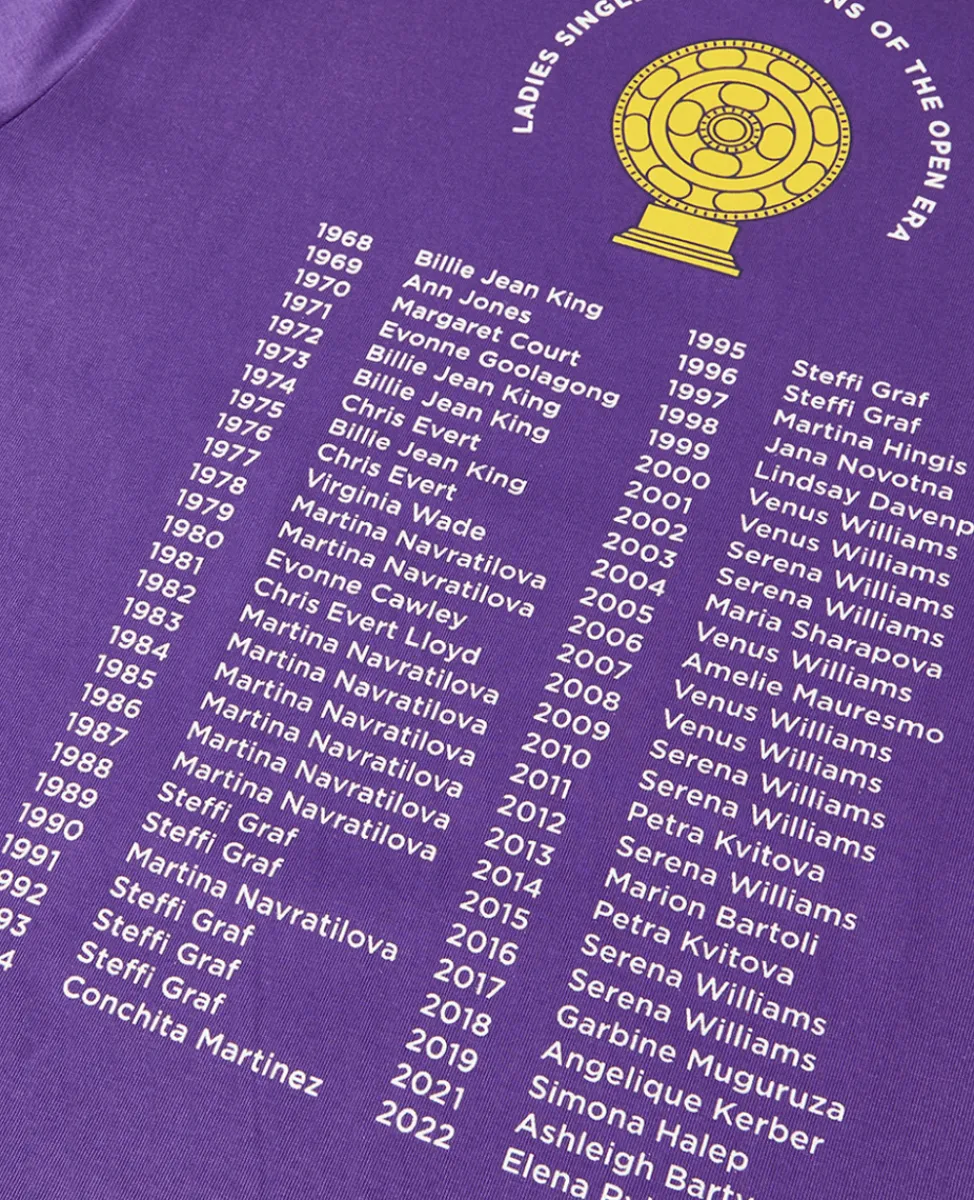 LADIES SINGLE
NS OF THE OPEN ERA
1968 Billie Jean King
1969 Ann Jones
1970 Margaret Court
1971 Evonne Goolagong
1972 Billie Jean King
1973 Billie Jean King
1974 Chris Evert
1975 Billie Jean King
1976 Chris Evert
1977 Virginia Wade
1978 Martina Navratilova
1979 Martina Navratilova
1980 Evonne Cawley
1981 Chris Evert Lloyd
1982 Martina Navratilova
1983 Martina Navratilova
1984 Martina Navratilova
1985 Martina Navratilova
1986 Martina Navratilova
1987 Martina Navratilova
1988 Steffi Graf
1989 Steffi Graf
1990 Martina Navratilova
1991 Steffi Graf
992 Steffi Graf
93 Steffi Graf
4 Conchita Martinez
1995 Steffi Graf
1996 Steffi Graf
1997 Martina Hingis
1998 Jana Novotna
1999 Lindsay Davenp
2000 Venus Williams
2001 Venus Williams
2002 Serena Williams
2003 Serena Williams
2004 Maria Sharapova
2005 Venus Williams
2006 Amelie Mauresmo
2007 Venus Williams
2008 Venus Williams
2009 Serena Williams
2010 Serena Williams
2011 Petra Kvitova
2012 Serena Williams
2013 Marion Bartoli
2014 Petra Kvitova
2015 Serena Williams
2016 Serena Williams
2017 Garbine Muguruza
2018 Angelique Kerber
2019 Simona Halep
2021 Ashleigh Barty
2022 Elena